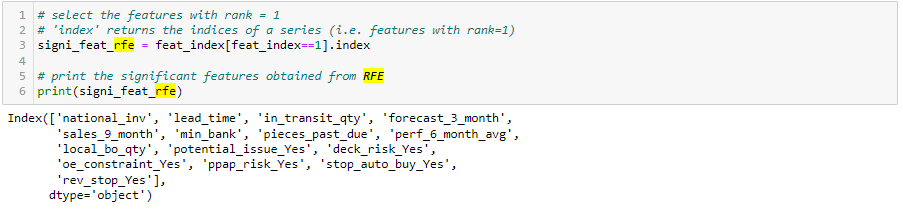 1 # select the features with rank = 1
2 # 'index' returns the indices of a series (i.e. features with rank=1)
3 signi_feat_rfe = feat_index[feat_index==1].index
4
5 # print the significant features obtained from RFE
6 print(signi_feat_rfe)
Index(['national_inv', 'lead_time', 'in_transit_qty', 'forecast_3_month',
       'sales_9_month', 'min_bank', 'pieces_past_due', 'perf_6_month_avg',
       'local_bo_qty', 'potential_issue_Yes', 'deck_risk_Yes',
       'oe_constraint_Yes', 'ppap_risk_Yes', 'stop_auto_buy_Yes',
       'rev_stop_Yes'],
      dtype='object')